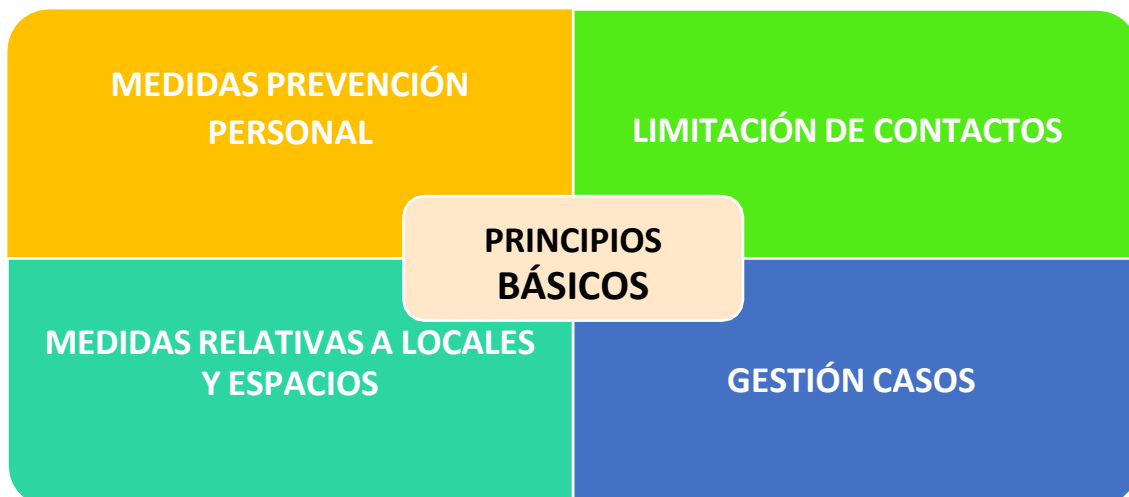 MEDIDAS PREVENCIÓN
PERSONAL
LIMITACIÓN DE CONTACTOS
PRINCIPIOS
BÁSICOS
MEDIDAS RELATIVAS A LOCALES
Y ESPACIOS
GESTIÓN CASOS